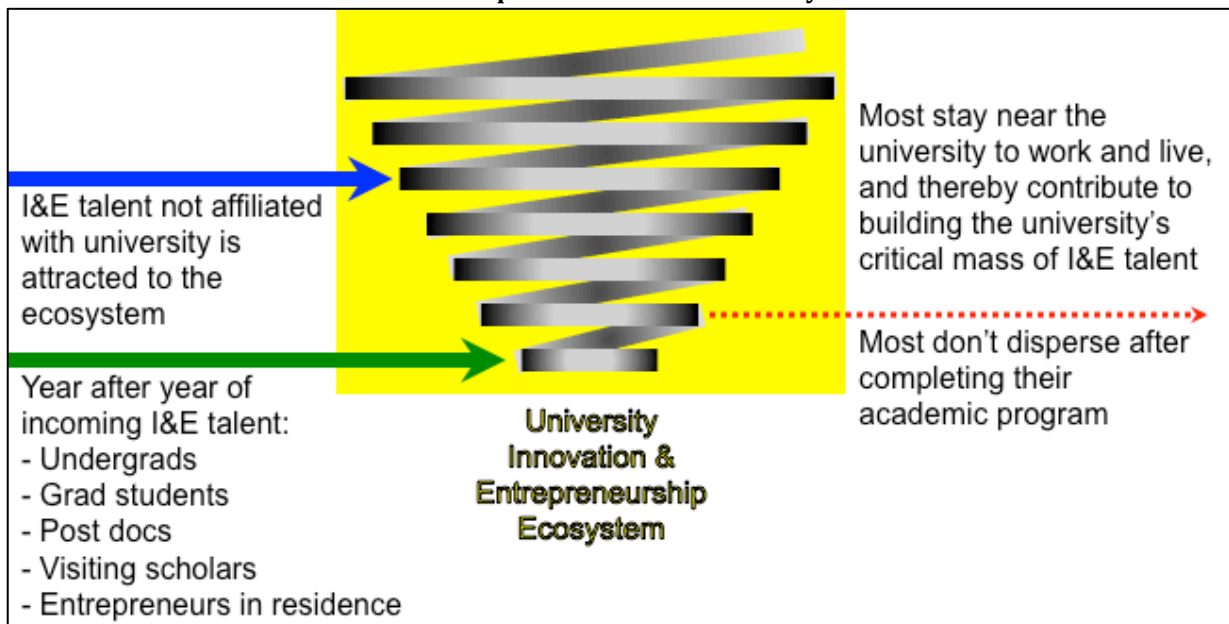 I&E talent not affiliated
with university is
attracted to the
ecosystem
Year after year of
incoming I&E talent:
- Undergrads
- Grad students
- Post docs
- Visiting scholars
- Entrepreneurs in residence
University
Innovation &
Entrepreneurship
Ecosystem
Most stay near the
university to work and live,
and thereby contribute to
building the university's
critical mass of I&E talent
Most don't disperse after
completing their
academic program